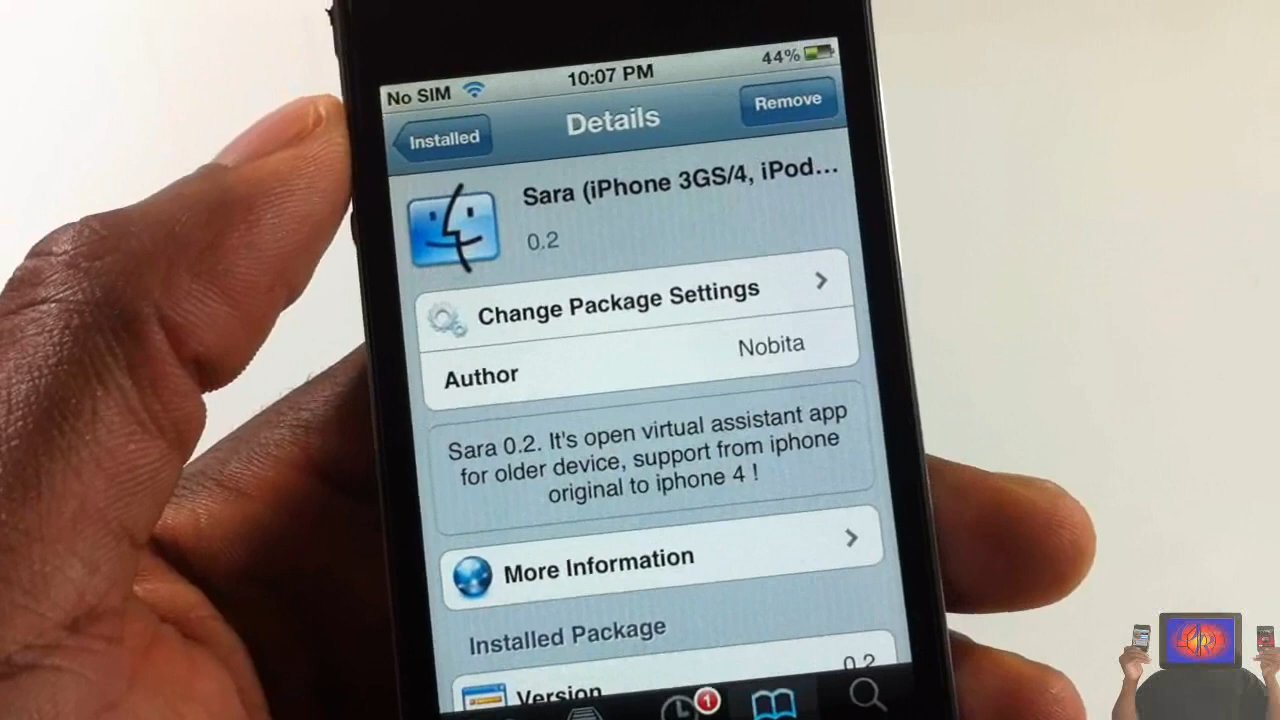 No SIM 10:07 PM 44%
Installed Details Remove
Sara (iPhone 3GS/4, iPod...
0.2
Change Package Settings
Author Nobita
Sara 0.2. It's open virtual assistant app
for older device, support from iphone
original to iphone 4 !
More Information
Installed Package
Version 0.2
1